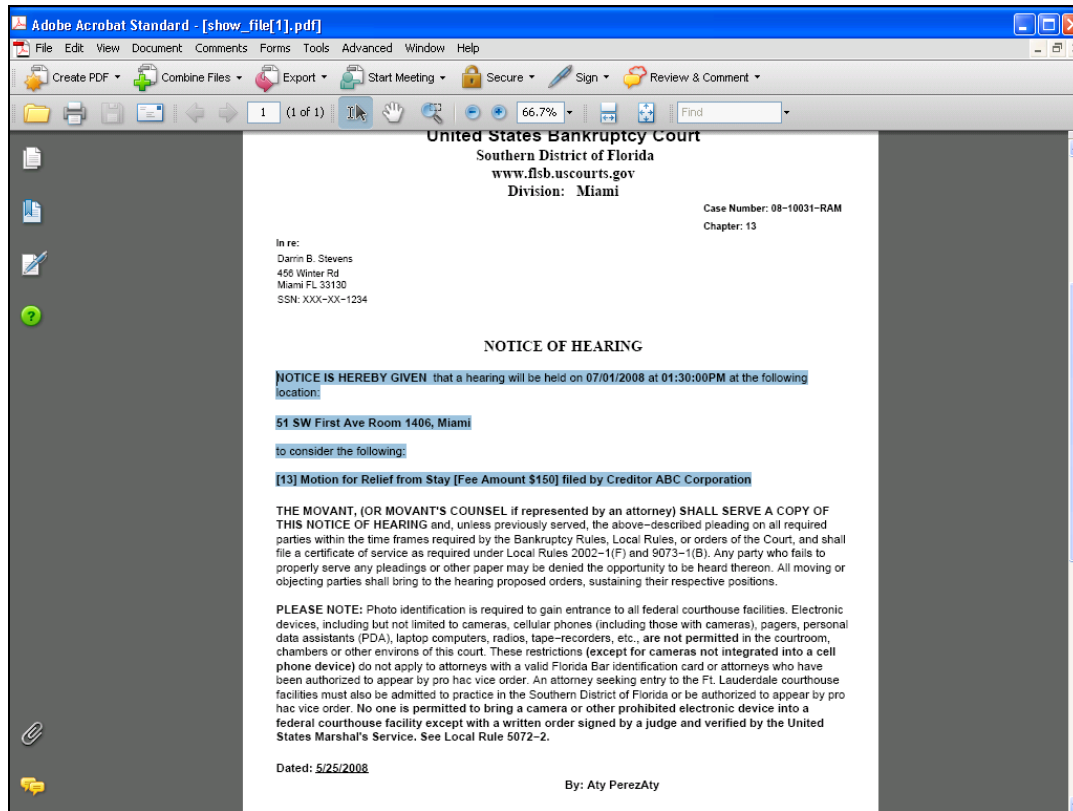 Adobe Acrobat Standard - [show_file[1].pdf]
File Edit View Document Comments Forms Tools Advanced Window Help
Create PDF Combine Files Export Start Meeting Secure Sign Review & Comment
1 (1 of 1) 66.7% Find
United States Bankruptcy Court
Southern District of Florida
www.flsb.uscourts.gov
Division: Miami
Case Number: 08−10031−RAM
Chapter: 13
In re:
Darrin B. Stevens
456 Winter Rd
Miami FL 33130
SSN: XXX−XX−1234
NOTICE OF HEARING
NOTICE IS HEREBY GIVEN that a hearing will be held on 07/01/2008 at 01:30:00PM at the following
location:
51 SW First Ave Room 1406, Miami
to consider the following:
[13] Motion for Relief from Stay [Fee Amount $150] filed by Creditor ABC Corporation
THE MOVANT, (OR MOVANT'S COUNSEL if represented by an attorney) SHALL SERVE A COPY OF
THIS NOTICE OF HEARING and, unless previously served, the above−described pleading on all required
parties within the time frames required by the Bankruptcy Rules, Local Rules, or orders of the Court, and shall
file a certificate of service as required under Local Rules 2002−1(F) and 9073−1(B). Any party who fails to
properly serve any pleadings or other paper may be denied the opportunity to be heard thereon. All moving or
objecting parties shall bring to the hearing proposed orders, sustaining their respective positions.
PLEASE NOTE: Photo identification is required to gain entrance to all federal courthouse facilities. Electronic
devices, including but not limited to cameras, cellular phones (including those with cameras), pagers, personal
data assistants (PDA), laptop computers, radios, tape−recorders, etc., are not permitted in the courtroom,
chambers or other environs of this court. These restrictions (except for cameras not integrated into a cell
phone device) do not apply to attorneys with a valid Florida Bar identification card or attorneys who have
been authorized to appear by pro hac vice order. An attorney seeking entry to the Ft. Lauderdale courthouse
facilities must also be admitted to practice in the Southern District of Florida or be authorized to appear by pro
hac vice order. No one is permitted to bring a camera or other prohibited electronic device into a
federal courthouse facility except with a written order signed by a judge and verified by the United
States Marshal's Service. See Local Rule 5072−2.
Dated: 5/25/2008
By: Aty PerezAty